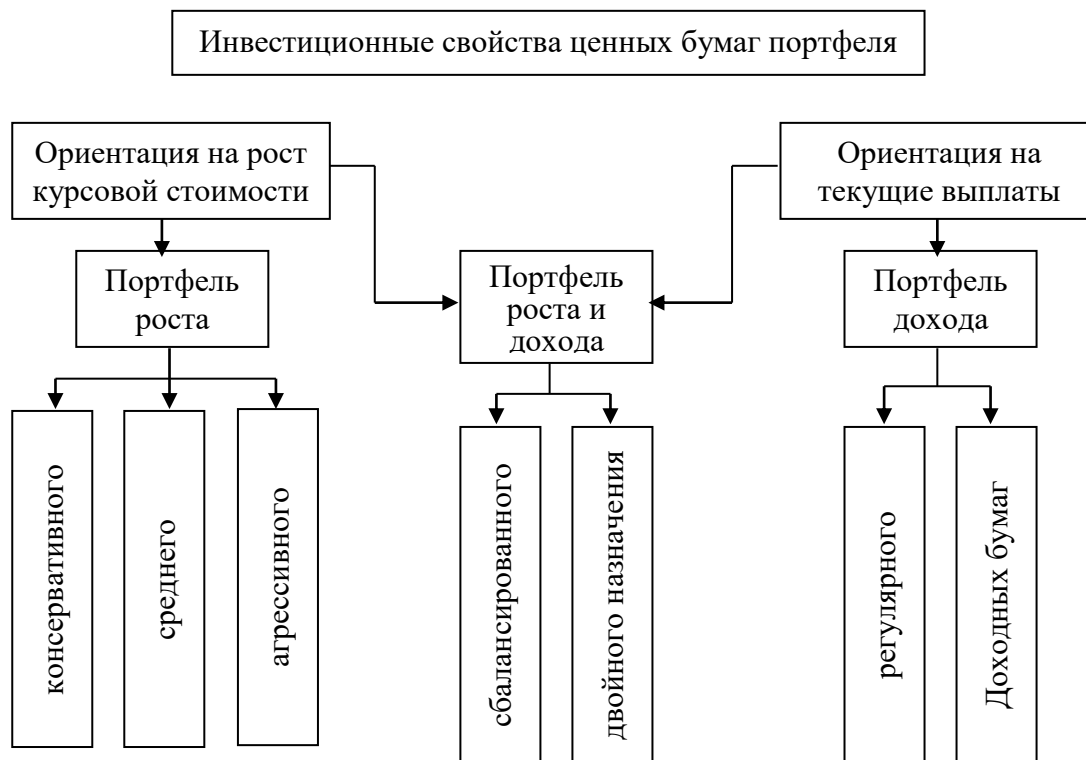 Инвестиционные свойства ценных бумаг портфеля
Ориентация на рост
курсовой стоимости
Ориентация на
текущие выплаты
Портфель
роста
Портфель
роста и
дохода
Портфель
дохода
консервативного
среднего
агрессивного
сбалансированного
двойного назначения
регулярного
Доходных бумаг